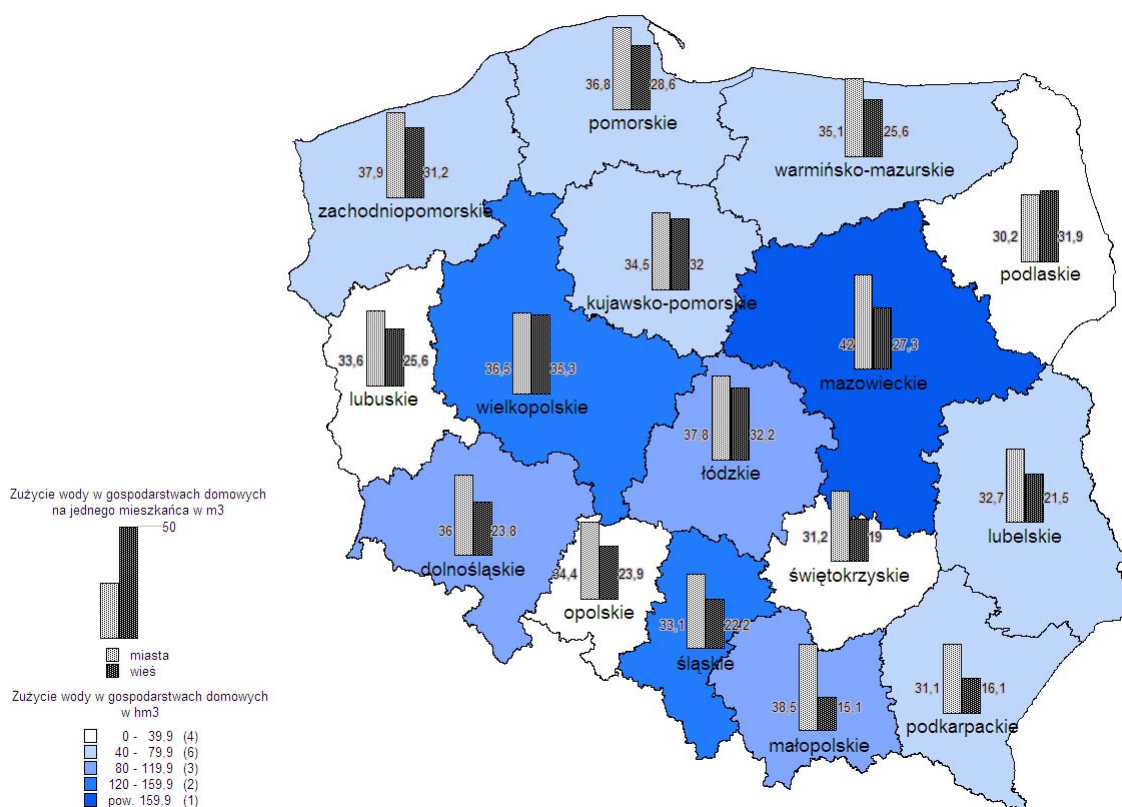 36,8 28,6
pomorskie
35,1 25,6
warmińsko-mazurskie
37,9 31,2
zachodniopomorskie
30,2 31,9
podlaskie
34,5 32
kujawsko-pomorskie
42 27,3
mazowieckie
33,6 25,6
lubuskie
36,5 35,3
wielkopolskie
37,8 32,2
łódzkie
32,7 21,5
lubelskie
36 23,8
dolnośląskie
34,4 23,9
opolskie
31,2 19
świętokrzyskie
33,1 22,2
śląskie
38,5 15,1
małopolskie
31,1 16,1
podkarpackie
Zużycie wody w gospodarstwach domowych
na jednego mieszkańca w m3
50
miasta
wieś
Zużycie wody w gospodarstwach domowych
w hm3
0 - 39,9 (4)
40 - 79,9 (6)
80 - 119,9 (3)
120 - 159,9 (2)
pow. 159,9 (1)